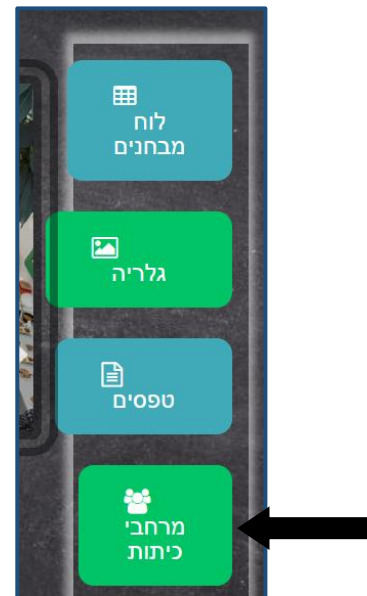 לוח
מבחנים
גלריה
טפסים
מרחבי
כיתות